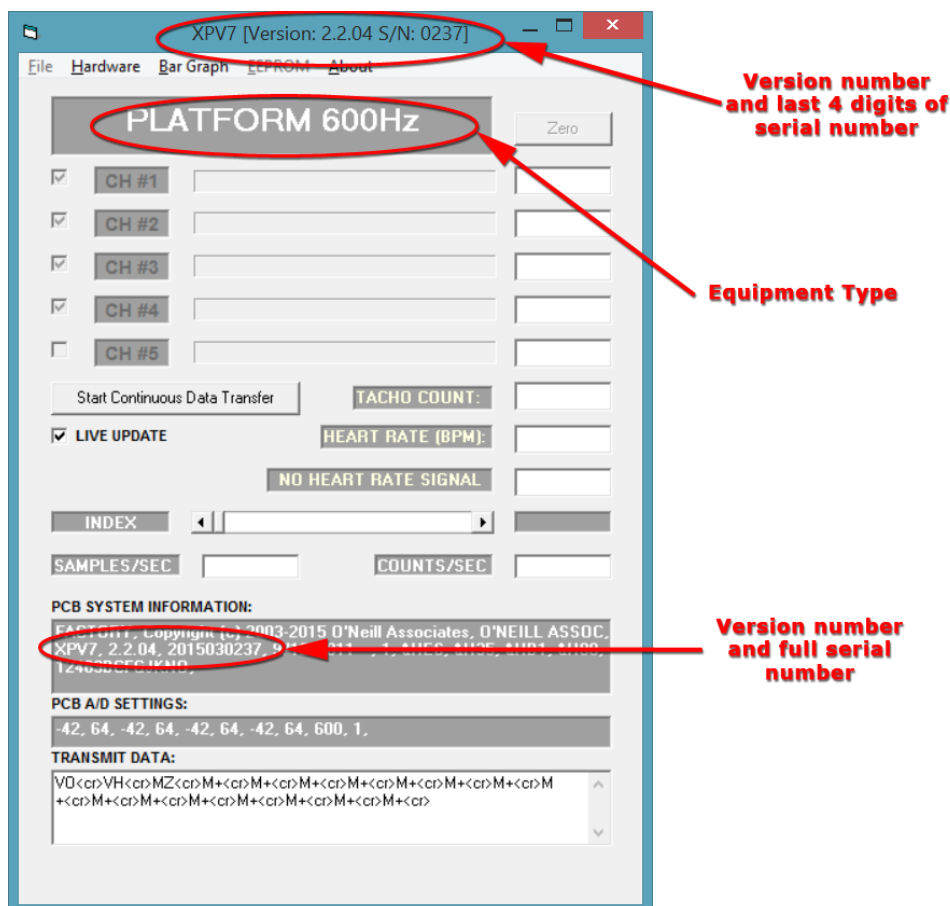 XPV7 [Version: 2.2.04 S/N: 0237]
File Hardware Bar Graph EEPROM About
Version number
and last 4 digits of
serial number
PLATFORM 600Hz
Zero
CH #1
CH #2
CH #3
Equipment Type
CH #4
CH #5
Start Continuous Data Transfer
TACHO COUNT:
LIVE UPDATE
HEART RATE (BPM):
NO HEART RATE SIGNAL
INDEX
SAMPLES/SEC
COUNTS/SEC
PCB SYSTEM INFORMATION:
FACTORY, Copyright (c) 2003-2015 O'Neill Associates, O'NEILL ASSOC,
XPV7, 2.2.04, 2015030237,
Version number
and full serial
number
PCB A/D SETTINGS:
-42, 64, -42, 64, -42, 64, -42, 64, 600, 1,
TRANSMIT DATA:
VO<cr>VH<cr>MZ<cr>M+<cr>M+<cr>M+<cr>M+<cr>M+<cr>M+<cr>M+<cr>M
+<cr>M+<cr>M+<cr>M+<cr>M+<cr>M+<cr>M+<cr>M+<cr>